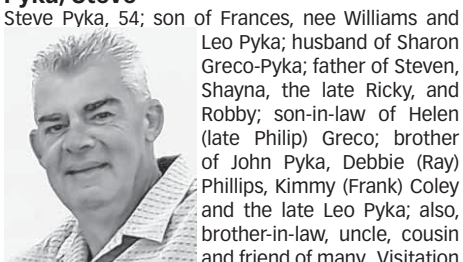 Pyka, Steve
Steve Pyka, 54; son of Frances, nee Williams and
Leo Pyka; husband of Sharon
Greco-Pyka; father of Steven,
Shayna, the late Ricky, and
Robby; son-in-law of Helen
(late Philip) Greco; brother
of John Pyka, Debbie (Ray)
Phillips, Kimmy (Frank) Coley
and the late Leo Pyka; also,
brother-in-law, uncle, cousin
and friend of many. Visitation